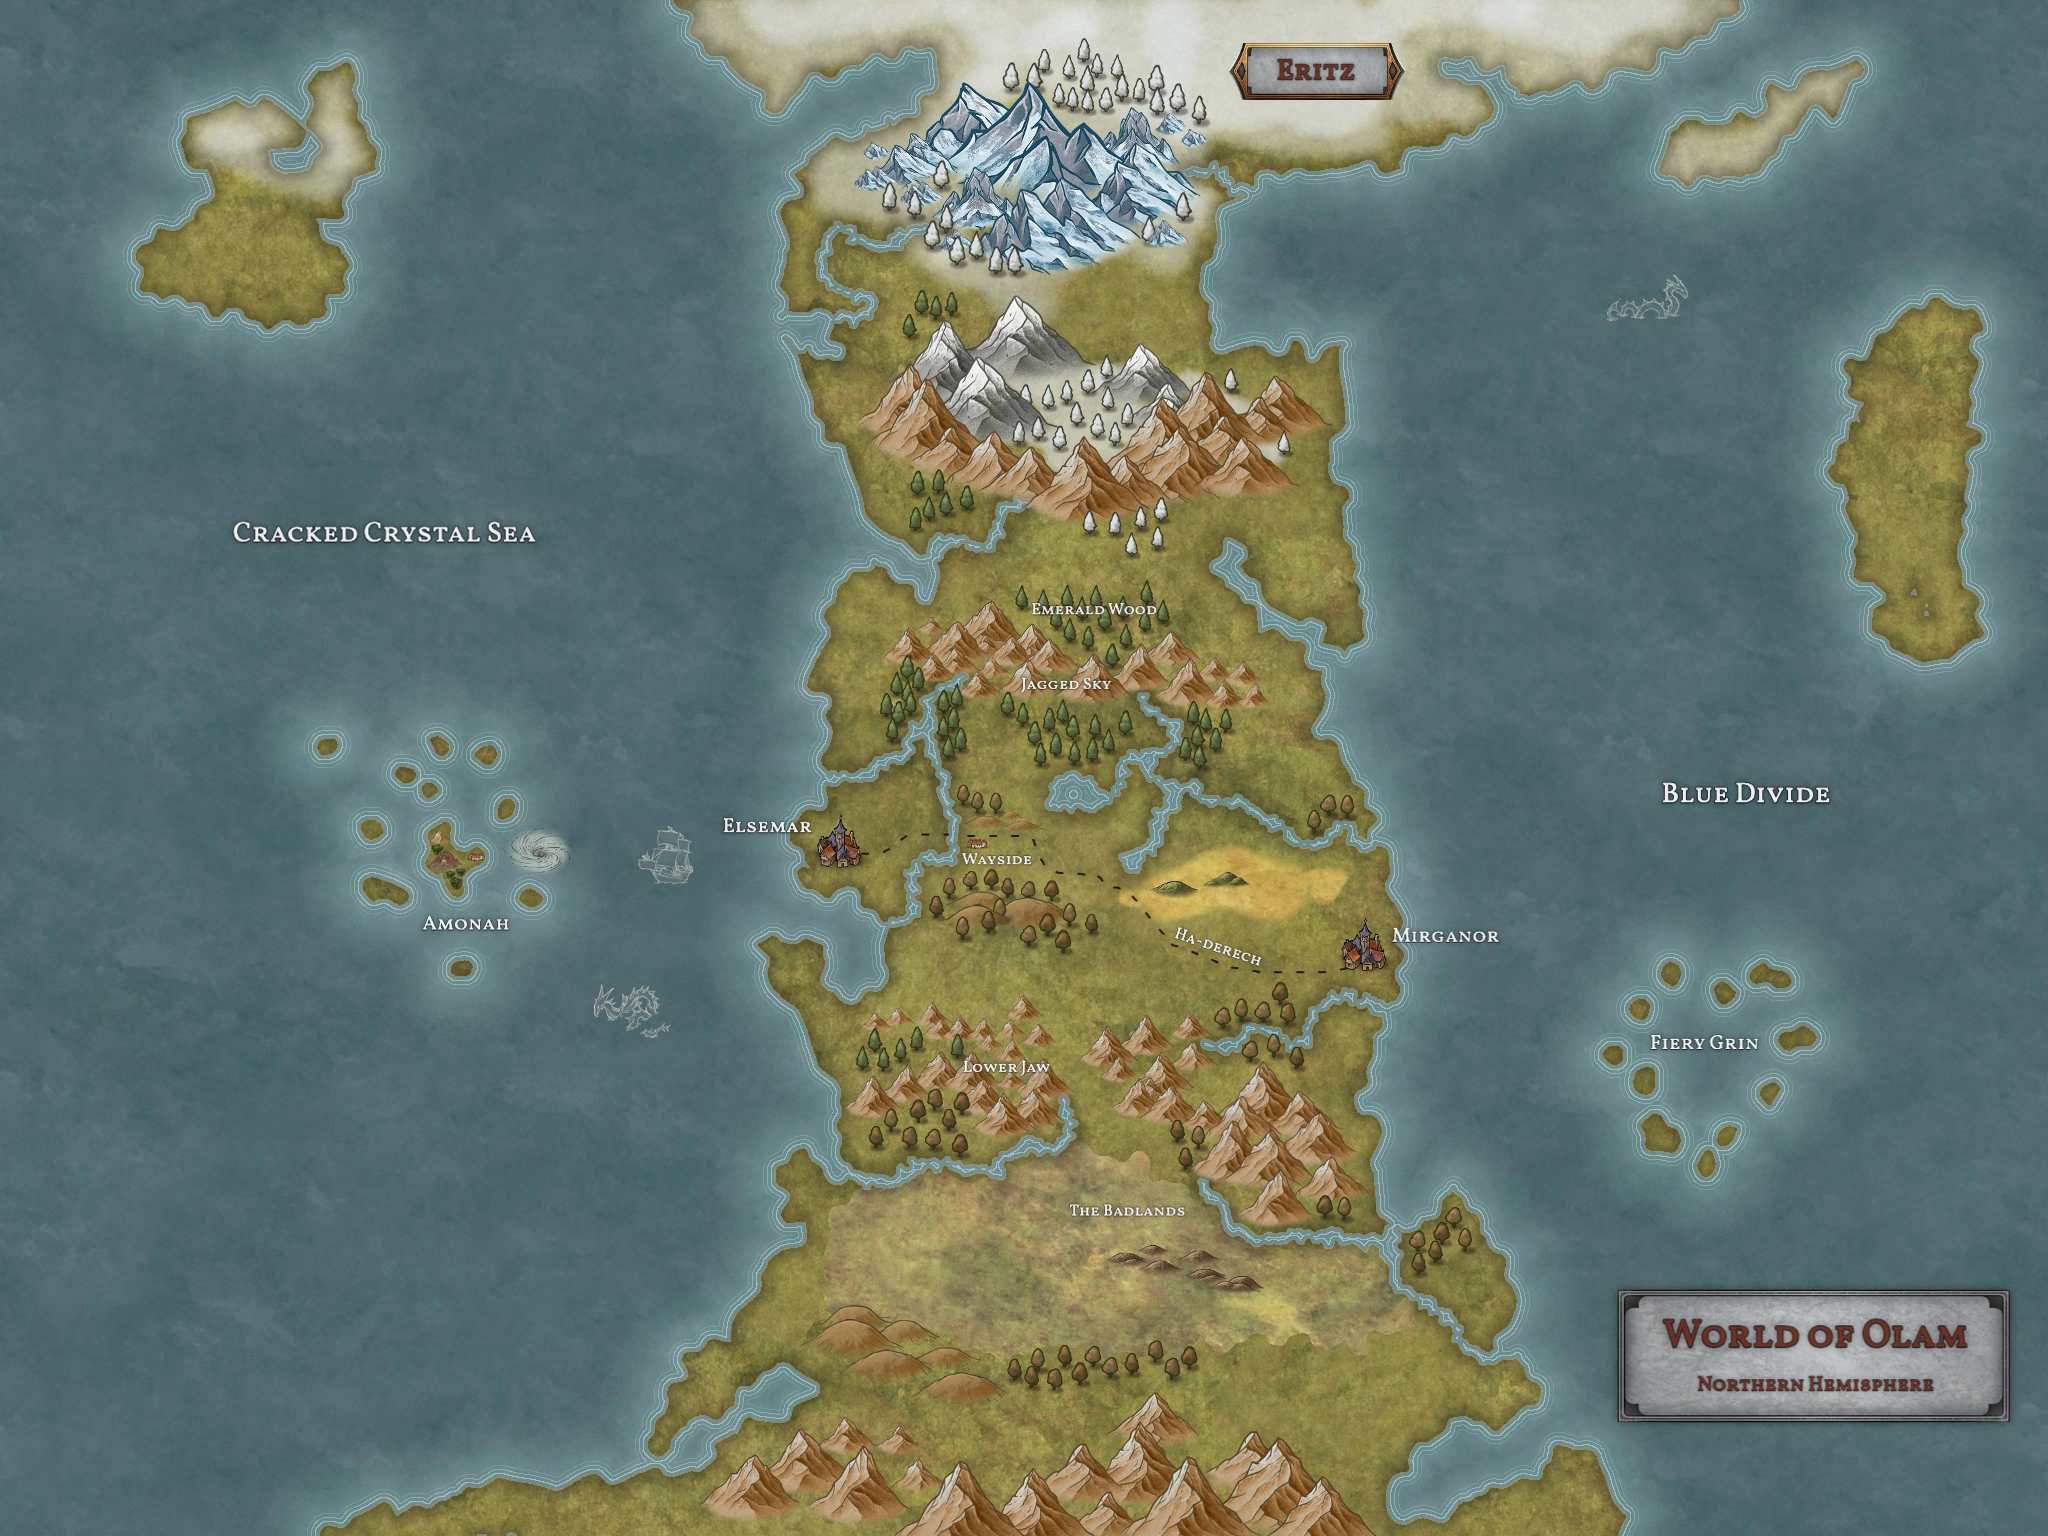 Eritz
Cracked Crystal Sea
Emerald Wood
Jagged Sky
Blue Divide
Elsemar
Wayside
Amonah
Ha-derech
Mirganor
Fiery Grin
Lower Jaw
The Badlands
World of Olam
Northern Hemisphere